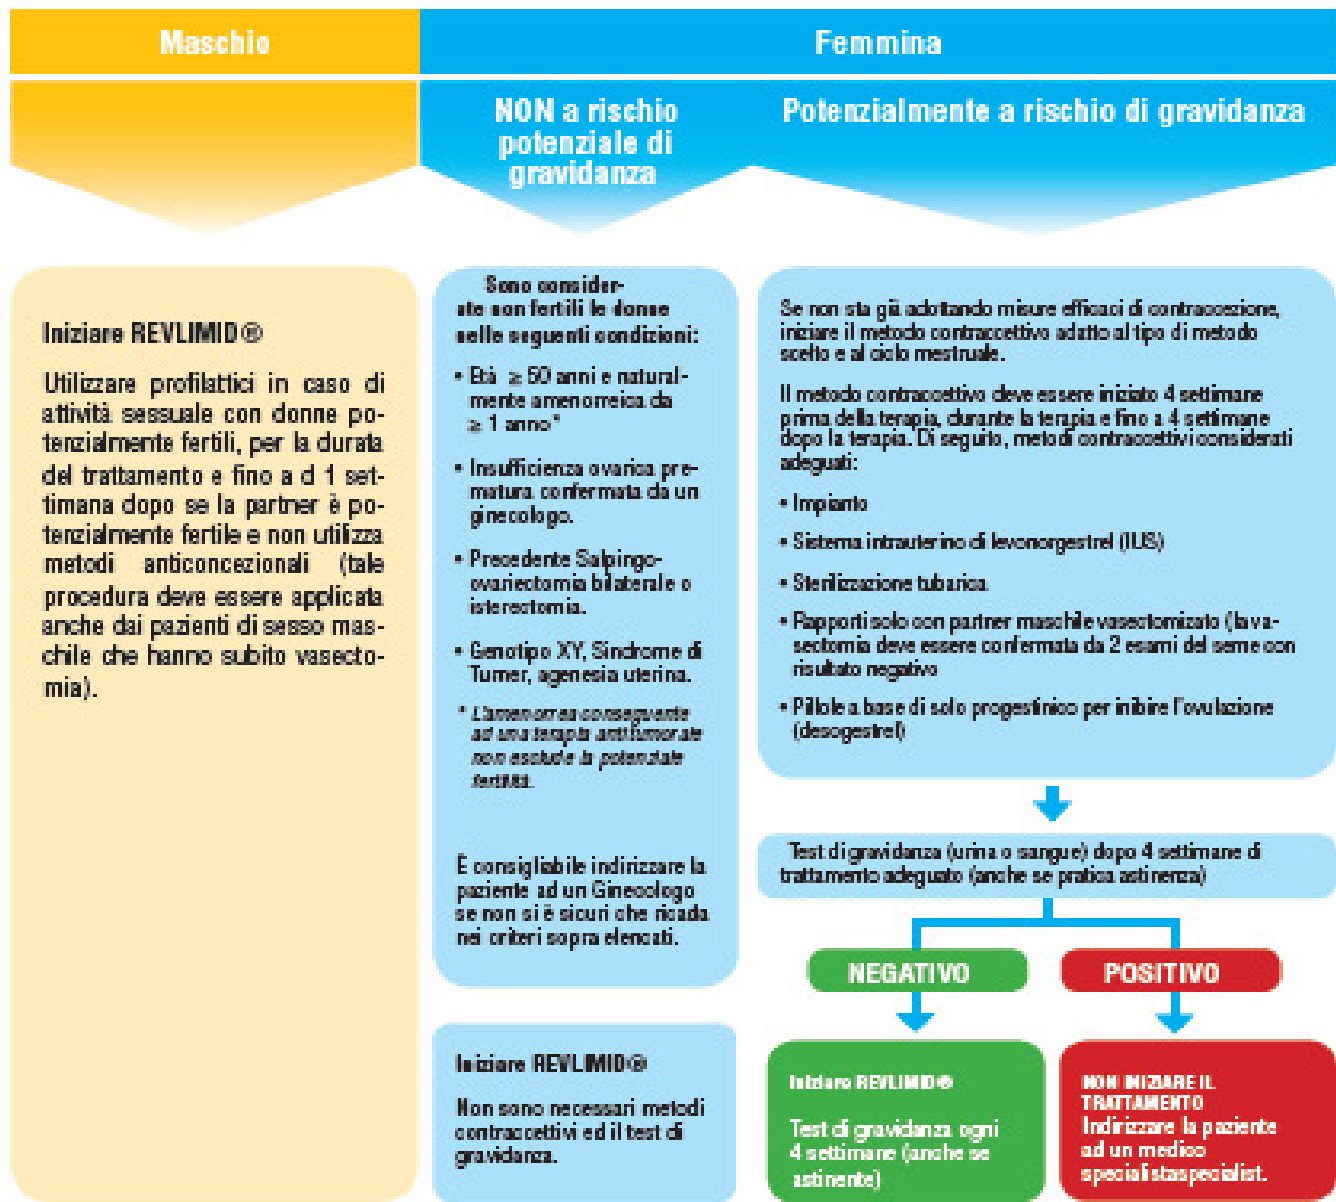 Maschio
Femmina
NON a rischio
potenziale di
gravidanza
Potenzialmente a rischio di gravidanza
Iniziare REVLIMID®
Utilizzare profilattici in caso di
attività sessuale con donne po-
tenzialmente fertili, per la durata
del trattamento e fino a d 1 set-
timana dopo se la partner è po-
tenzialmente fertile e non utilizza
metodi anticoncezionali (tale
procedura deve essere applicata
anche dai pazienti di sesso mas-
chile che hanno subito vasecto-
mia).
Sono consider-
ate non fertili le donne
nelle seguenti condizioni:
• Età ≥ 50 anni e natural-
mente amenorreica da
≥ 1 anno*
• Insufficienza ovarica pre-
matura confermata da un
ginecologo.
• Precedente Salpingo-
ovariectomia bilaterale o
isterectomia.
• Genotipo XY, Sindrome di
Turner, agenesia uterina.
* L'amenorrea conseguente
ad una terapia antitumorale
non esclude la potenziale
fertilità.
È consigliabile indirizzare la
paziente ad un Ginecologo
se non si è sicuri che ricada
nei criteri sopra elencati.
Iniziare REVLIMID®
Non sono necessari metodi
contraccettivi ed il test di
gravidanza.
Se non sta già adottando misure efficaci di contraccezione,
iniziare il metodo contraccettivo adatto al tipo di metodo
scelto e al ciclo mestruale.
Il metodo contraccettivo deve essere iniziato 4 settimane
prima della terapia, durante la terapia e fino a 4 settimane
dopo la terapia. Di seguito, metodi contraccettivi considerati
adeguati:
• Impianto
• Sistema intrauterino di levonorgestrel (IUS)
• Sterilizzazione tubarica
• Rapporti solo con partner maschile vasectomizzato (la va-
sectomia deve essere confermata da 2 esami del seme con
risultato negativo
• Pillole a base di solo progestinico per inibire l'ovulazione
(desogestrel)
Test di gravidanza (urina o sangue) dopo 4 settimane di
trattamento adeguato (anche se pratica astinenza)
NEGATIVO
POSITIVO
Iniziare REVLIMID®
Test di gravidanza ogni
4 settimane (anche se
astinente)
NON INIZIARE IL
TRATTAMENTO
Indirizzare la paziente
ad un medico
specialistaspecialist.